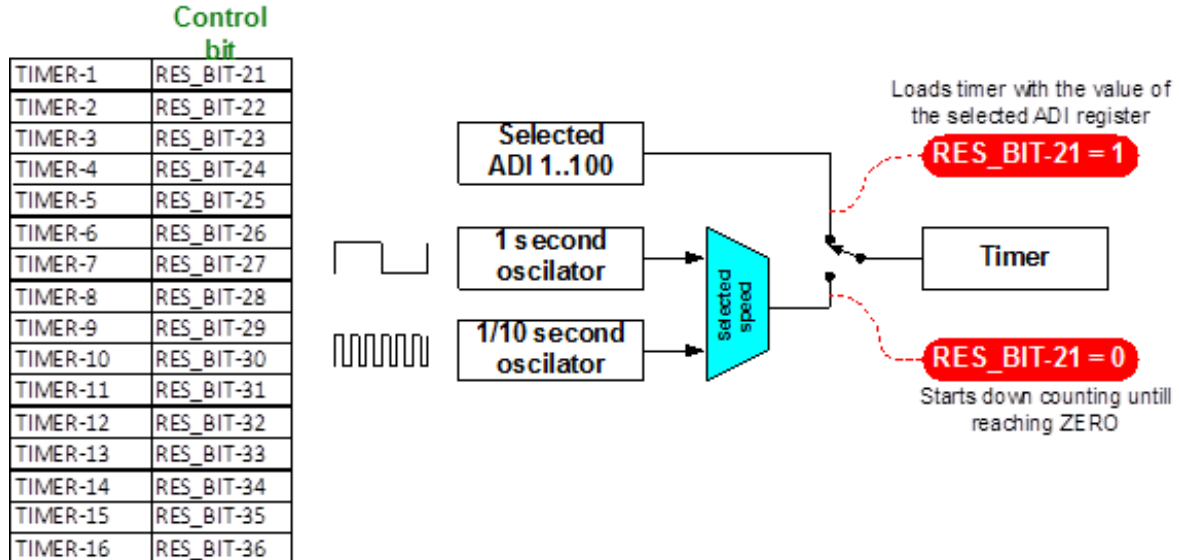 Control
bit
TIMER-1 RES_BIT-21
TIMER-2 RES_BIT-22
TIMER-3 RES_BIT-23
TIMER-4 RES_BIT-24
TIMER-5 RES_BIT-25
TIMER-6 RES_BIT-26
TIMER-7 RES_BIT-27
TIMER-8 RES_BIT-28
TIMER-9 RES_BIT-29
TIMER-10 RES_BIT-30
TIMER-11 RES_BIT-31
TIMER-12 RES_BIT-32
TIMER-13 RES_BIT-33
TIMER-14 RES_BIT-34
TIMER-15 RES_BIT-35
TIMER-16 RES_BIT-36
Selected
ADI 1..100
1 second
oscilator
1/10 second
oscilator
selected
speed
Loads timer with the value of
the selected ADI register
RES_BIT-21 = 1
Timer
RES_BIT-21 = 0
Starts down counting untill
reaching ZERO